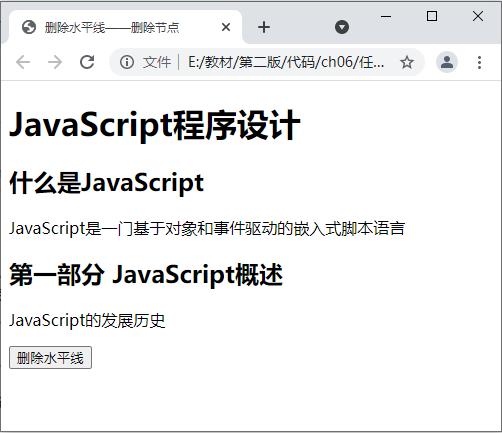 删除水平线——删除节点
文件 E:/教材/第二版/代码/ch06/任...
JavaScript程序设计
什么是JavaScript
JavaScript是一门基于对象和事件驱动的嵌入式脚本语言
第一部分 JavaScript概述
JavaScript的发展历史
删除水平线